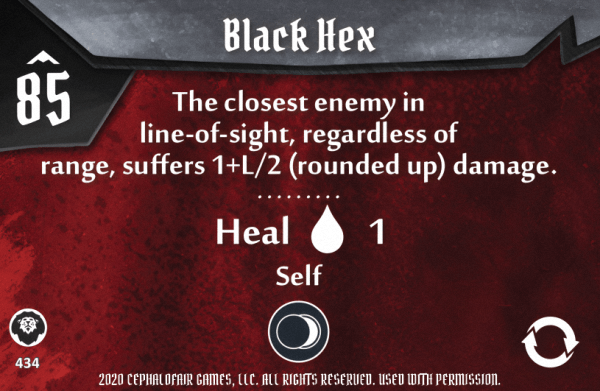 Black Hex
85
The closest enemy in
line-of-sight, regardless of
range, suffers 1+L/2 (rounded up) damage.
Heal 1
Self
434
2020 CEPHALOFAIR GAMES, LLC. ALL RIGHTS RESERVED. USED WITH PERMISSION.